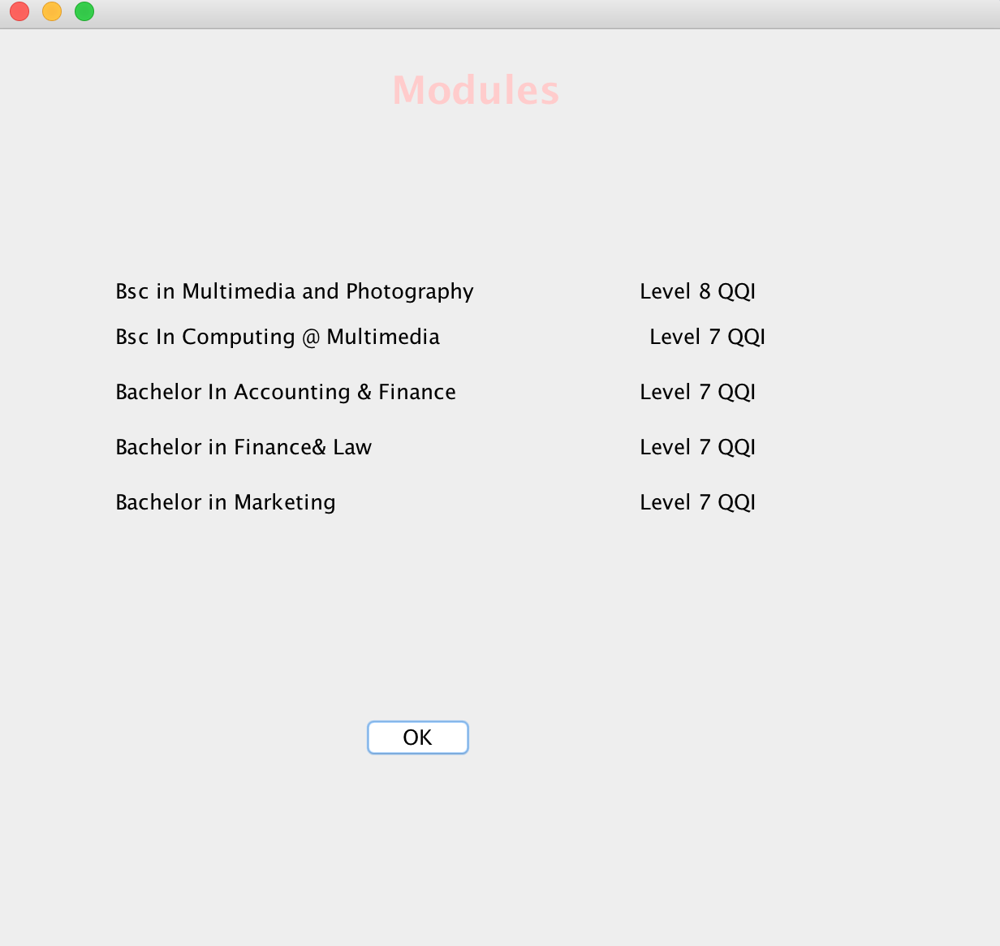 Modules
Bsc in Multimedia and Photography Level 8 QQI
Bsc In Computing @ Multimedia Level 7 QQI
Bachelor In Accounting & Finance Level 7 QQI
Bachelor in Finance& Law Level 7 QQI
Bachelor in Marketing Level 7 QQI
OK